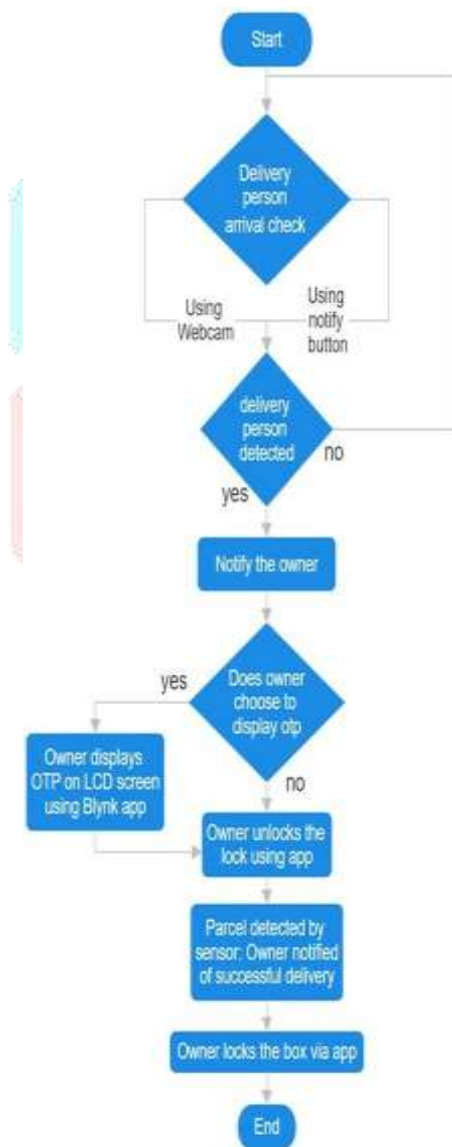 Start
Delivery
person
arrival check
Using
Webcam
Using
notify
button
delivery
person
detected
no
yes
Notify the owner
Does owner
choose to
display otp
yes
Owner displays
OTP on LCD screen
using Blynk app
no
Owner unlocks the
lock using app
Parcel detected by
sensor: Owner notified
of successful delivery
Owner locks the box via app
End